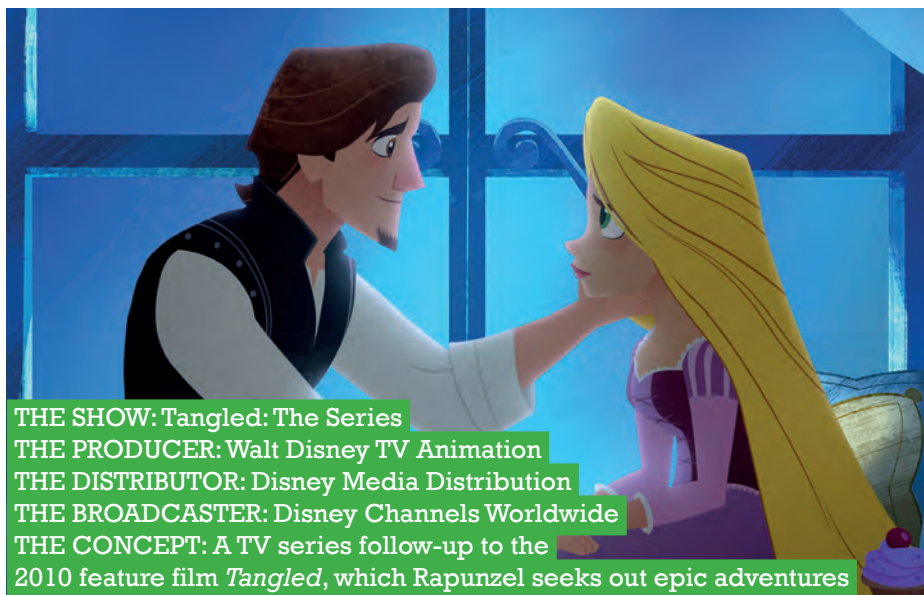 THE SHOW: Tangled: The Series
THE PRODUCER: Walt Disney TV Animation
THE DISTRIBUTOR: Disney Media Distribution
THE BROADCASTER: Disney Channels Worldwide
THE CONCEPT: A TV series follow-up to the
2010 feature film Tangled, which Rapunzel seeks out epic adventures